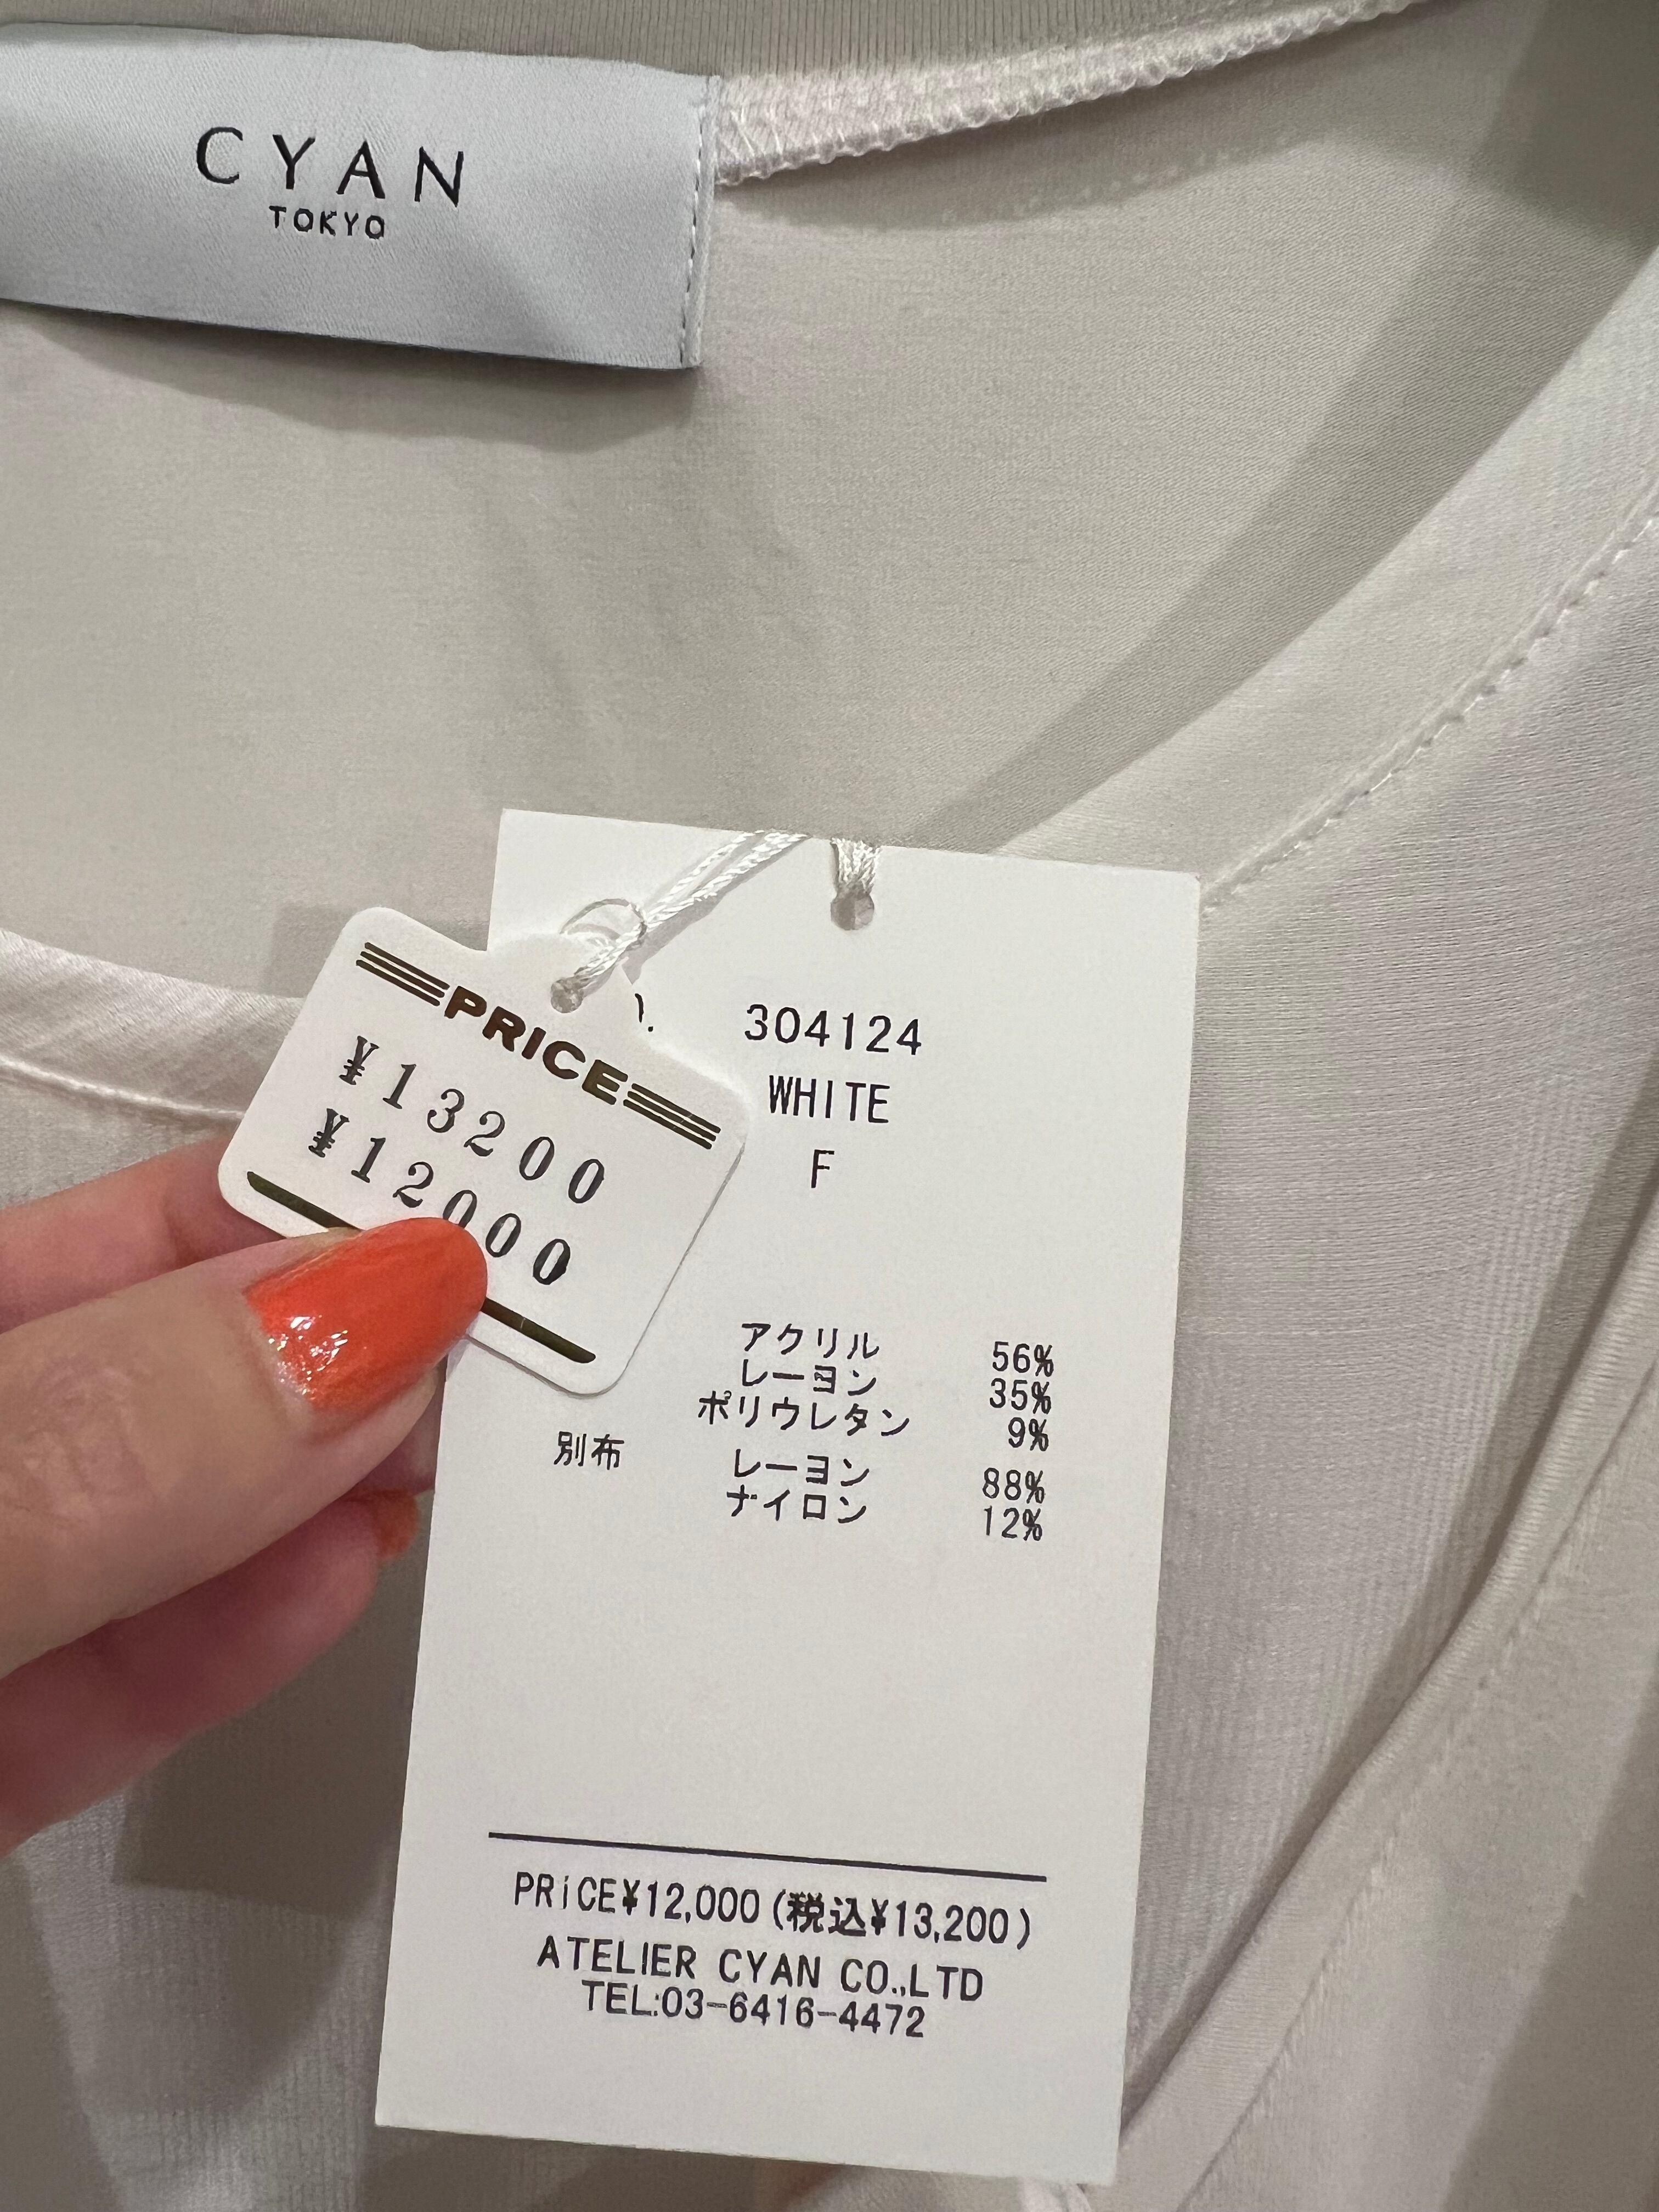 CYAN
TOKYO
PRICE
¥13200
¥12000
).
304124
WHITE
F
アクリル 56%
レーヨン 35%
ポリウレタン 9%
別布 レーヨン 88%
ナイロン 12%
PRiCE¥12,000(税込¥13,200)
ATELIER CYAN CO.,LTD
TEL:03-6416-4472